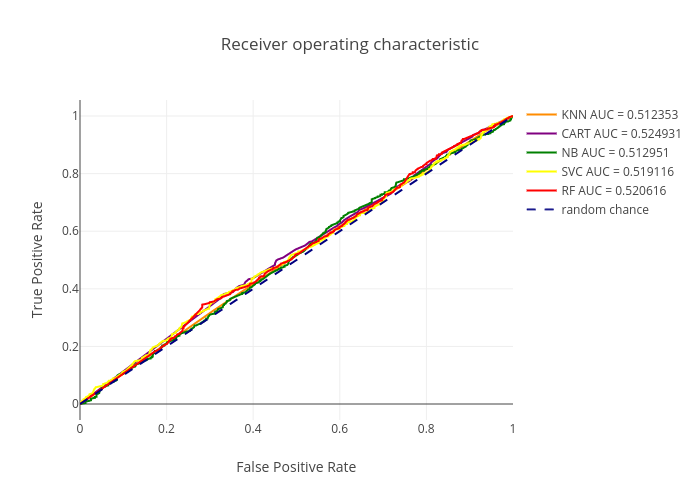 Receiver operating characteristic
KNN AUC = 0.512353
CART AUC = 0.524931
NB AUC = 0.512951
SVC AUC = 0.519116
RF AUC = 0.520616
random chance
True Positive Rate
1
0.8
0.6
0.4
0.2
0
0 0.2 0.4 0.6 0.8 1
False Positive Rate